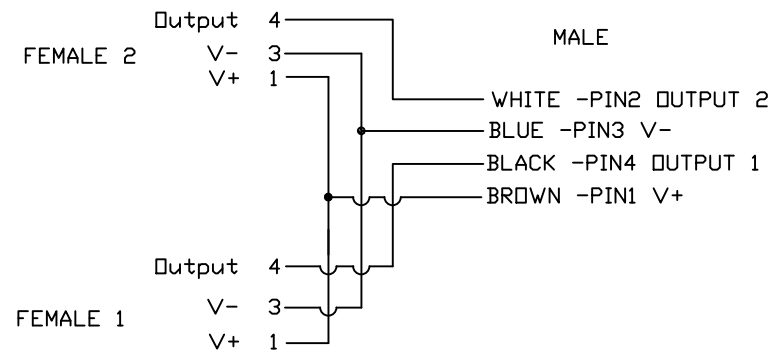 Output 4
MALE
FEMALE 2
V- 3
V+ 1
WHITE -PIN2 OUTPUT 2
BLUE -PIN3 V-
BLACK -PIN4 OUTPUT 1
BROWN -PIN1 V+
Output 4
V- 3
FEMALE 1
V+ 1